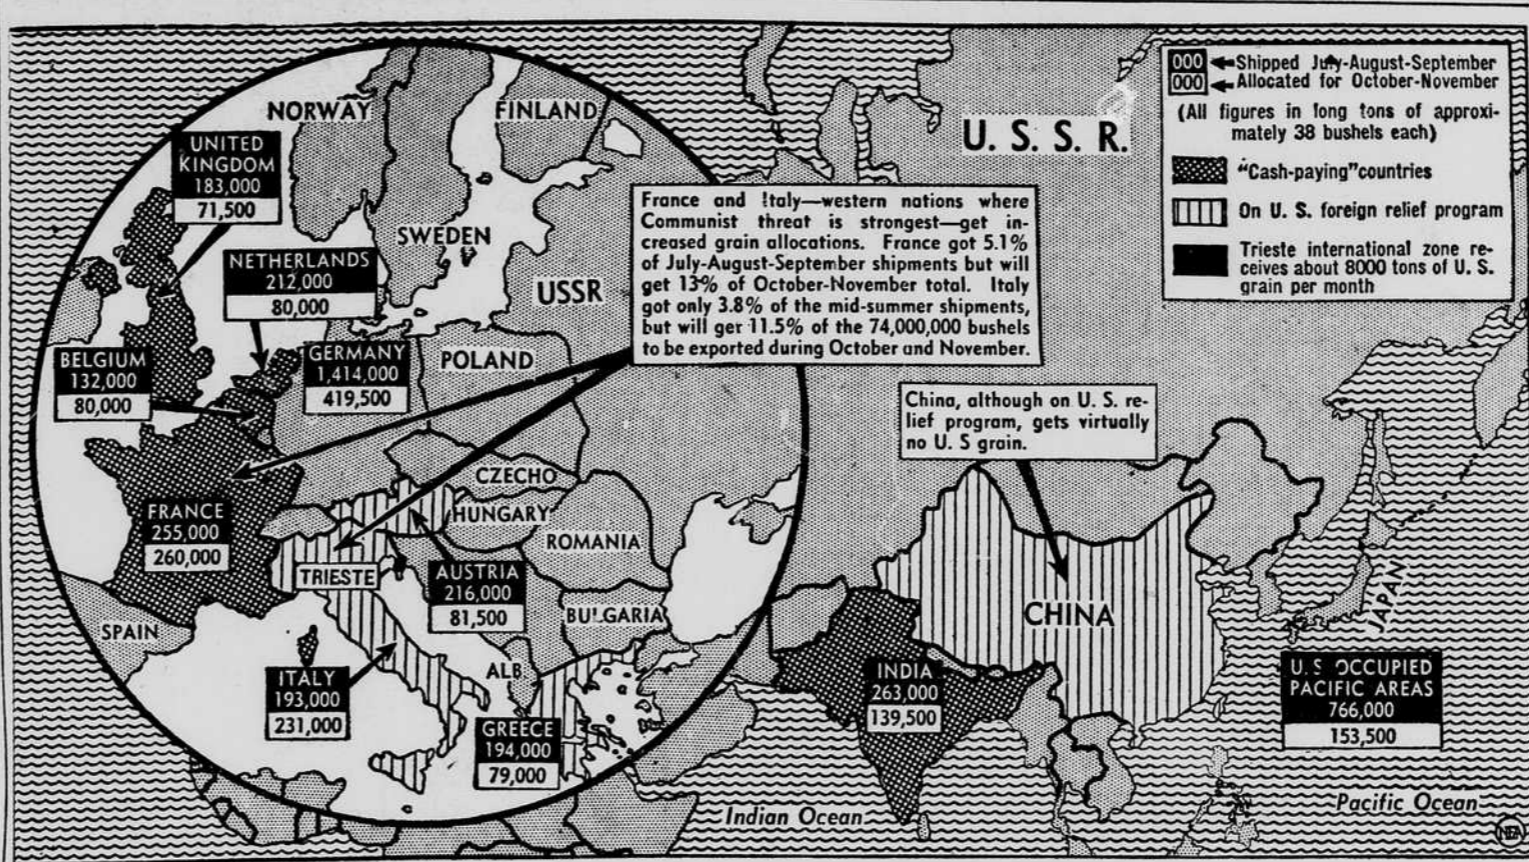 NORWAY
FINLAND
UNITED
KINGDOM
183,000
71,500
SWEDEN
NETHERLANDS
212,000
80,000
USSR
BELGIUM
132,000
80,000
GERMANY
1,414,000
419,500
POLAND
CZECHO
HUNGARY
ROMANIA
FRANCE
255,000
260,000
TRIESTE
AUSTRIA
216,000
81,500
BULGARIA
SPAIN
ALB
ITALY
193,000
231,000
GREECE
194,000
79,000
France and Italy—western nations where
Communist threat is strongest—get in-
creased grain allocations. France got 5.1%
of July-August-September shipments but will
get 13% of October-November total. Italy
got only 3.8% of the mid-summer shipments,
but will get 11.5% of the 74,000,000 bushels
to be exported during October and November.
U. S. S. R.
000 Shipped July-August-September
000 Allocated for October-November
(All figures in long tons of approxi-
mately 38 bushels each)
"Cash-paying" countries
On U. S. foreign relief program
Trieste international zone re-
ceives about 8000 tons of U. S.
grain per month
China, although on U. S. re-
lief program, gets virtually
no U. S grain.
CHINA
JAPAN
INDIA
263,000
139,500
U. S OCCUPIED
PACIFIC AREAS
766,000
153,500
Indian Ocean
Pacific Ocean
NEA